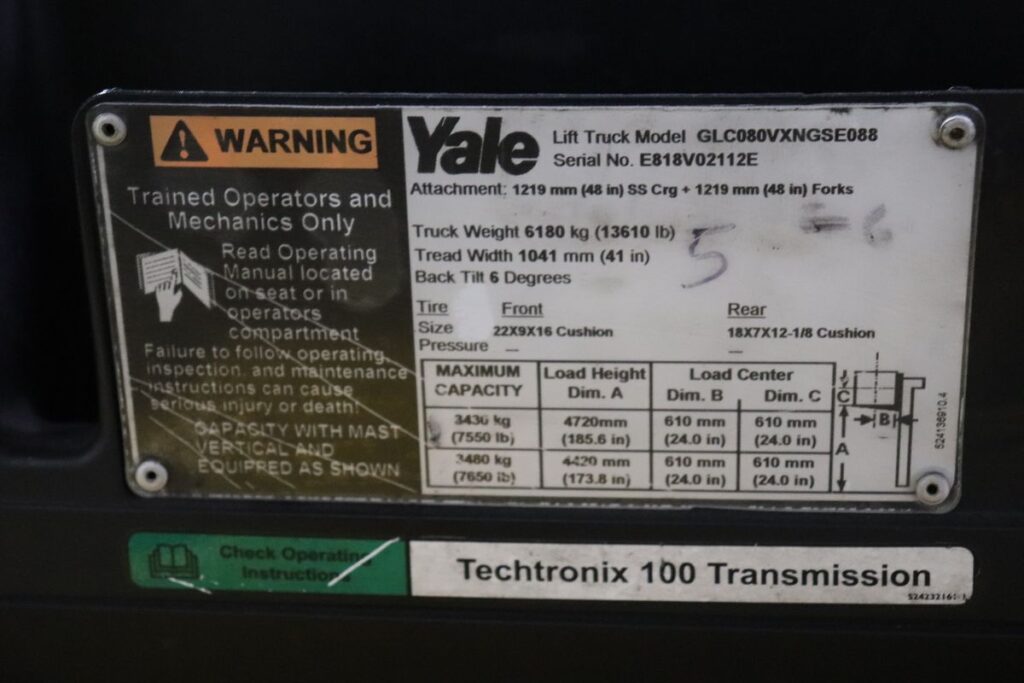 WARNING
Trained Operators and
Mechanics Only
Read Operating
Manual located
on seat or in
operators
compartment
Failure to follow operating,
inspection, and maintenance
instructions can cause
serious injury or death!
CAPACITY WITH MAST
VERTICAL AND
EQUIPPED AS SHOWN
Yale
Lift Truck Model GLC080VXNGSE088
Serial No. E818V02112E
Attachment: 1219 mm (48 in) SS Crg + 1219 mm (48 in) Forks
Truck Weight 6180 kg (13610 lb)
Tread Width 1041 mm (41 in)
Back Tilt 6 Degrees
5
6
Tire Front Rear
Size 22X9X16 Cushion 18X7X12-1/8 Cushion
Pressure — —
MAXIMUM CAPACITY Load Height Dim. A Load Center Dim. B Dim. C
3430 kg 4720mm 610 mm 610 mm
(7550 lb) (185.6 in) (24.0 in) (24.0 in)
3480 kg 4420 mm 610 mm 610 mm
(7650 lb) (173.8 in) (24.0 in) (24.0 in)
C
B
A
524136910.4
Check Operating
Instructions
Techtronix 100 Transmission